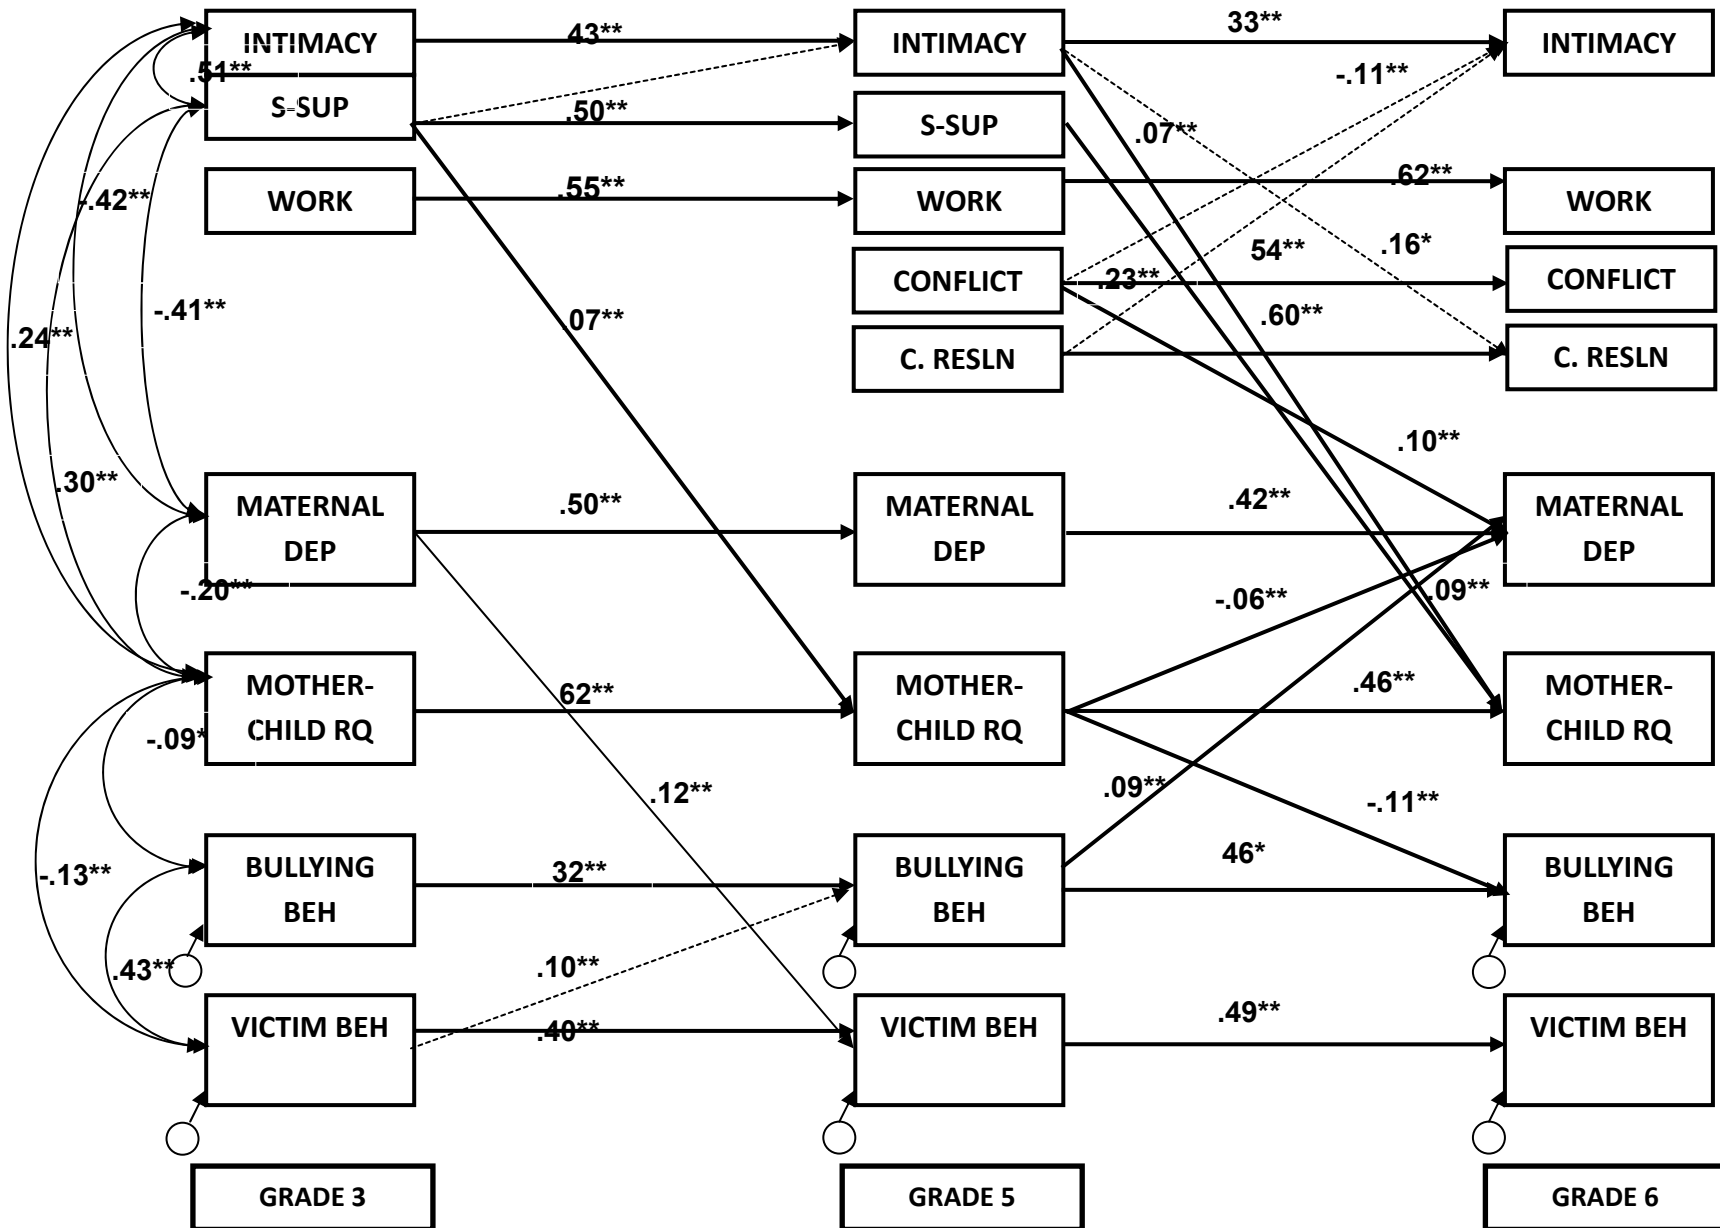 INTIMACY
.43**
INTIMACY
33**
INTIMACY
.51**
-.11**
S-SUP
.50**
S-SUP
.07**
-.42**
WORK
.55**
WORK
.62**
WORK
CONFLICT
.23**
54**
.16*
CONFLICT
-.41**
.24**
.07**
C. RESLN
.60**
C. RESLN
.30**
.10**
MATERNAL
DEP
.50**
MATERNAL
DEP
.42**
MATERNAL
DEP
-.20**
-.06**
.09**
MOTHER-
CHILD RQ
62**
MOTHER-
CHILD RQ
.46**
MOTHER-
CHILD RQ
-.09*
.12**
.09**
-.11**
BULLYING
BEH
32**
BULLYING
BEH
46*
BULLYING
BEH
-.13**
.43**
.10**
VICTIM BEH
.40**
VICTIM BEH
.49**
VICTIM BEH
GRADE 3
GRADE 5
GRADE 6